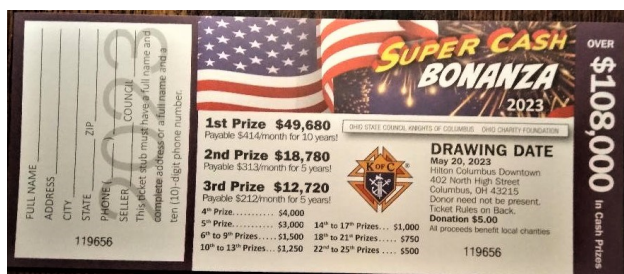 FULL NAME
ADDRESS
CITY
STATE ZIP
PHONE
SELLER COUNCIL
This ticket stub must have a full name and
complete address or a full name and a
ten (10)-digit phone number.
2023
119656
SUPER CASH
BONANZA
2023
OHIO STATE COUNCIL KNIGHTS OF COLUMBUS OHIO CHARITY FOUNDATION
1st Prize $49,680
Payable $414/month for 10 years!
2nd Prize $18,780
Payable $313/month for 5 years!
3rd Prize $12,720
Payable $212/month for 5 years!
4th Prize........... $4,000
5th Prize............ $3,000
6th to 9th Prizes..... $1,500
10th to 13th Prizes... $1,250
14th to 17th Prizes... $1,000
18th to 21st Prizes..... $750
22nd to 25th Prizes .... $500
K OF C
®
DRAWING DATE
May 20, 2023
Hilton Columbus Downtown
402 North High Street
Columbus, OH 43215
Donor need not be present.
Ticket Rules on Back.
Donation $5.00
All proceeds benefit local charities
119656
OVER
$108,000
In Cash Prizes